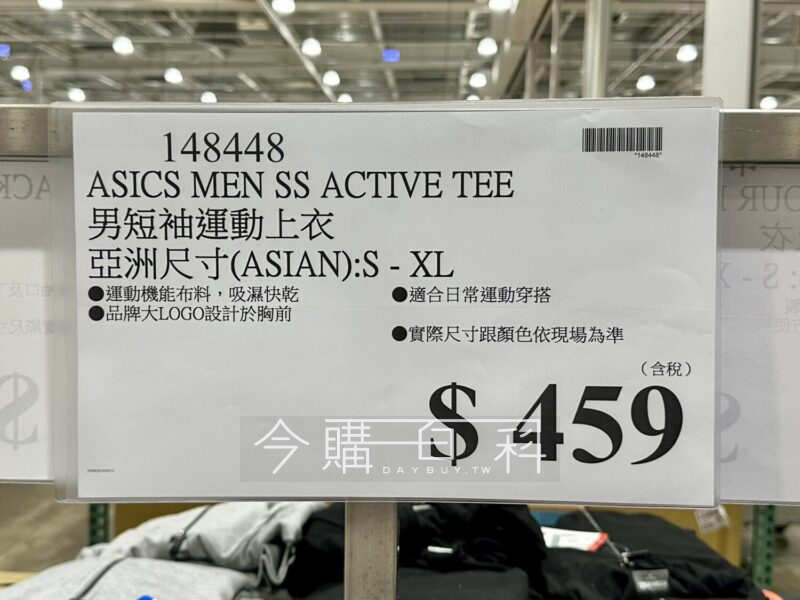 148448
*148448*
ASICS MEN SS ACTIVE TEE
男短袖運動上衣
亞洲尺寸(ASIAN):S - XL
●運動機能布料，吸濕快乾
●適合日常運動穿搭
●品牌大LOGO設計於胸前
●實際尺寸跟顏色依現場為準
（含稅）
$ 459
今購百科
DAYBUY.TW